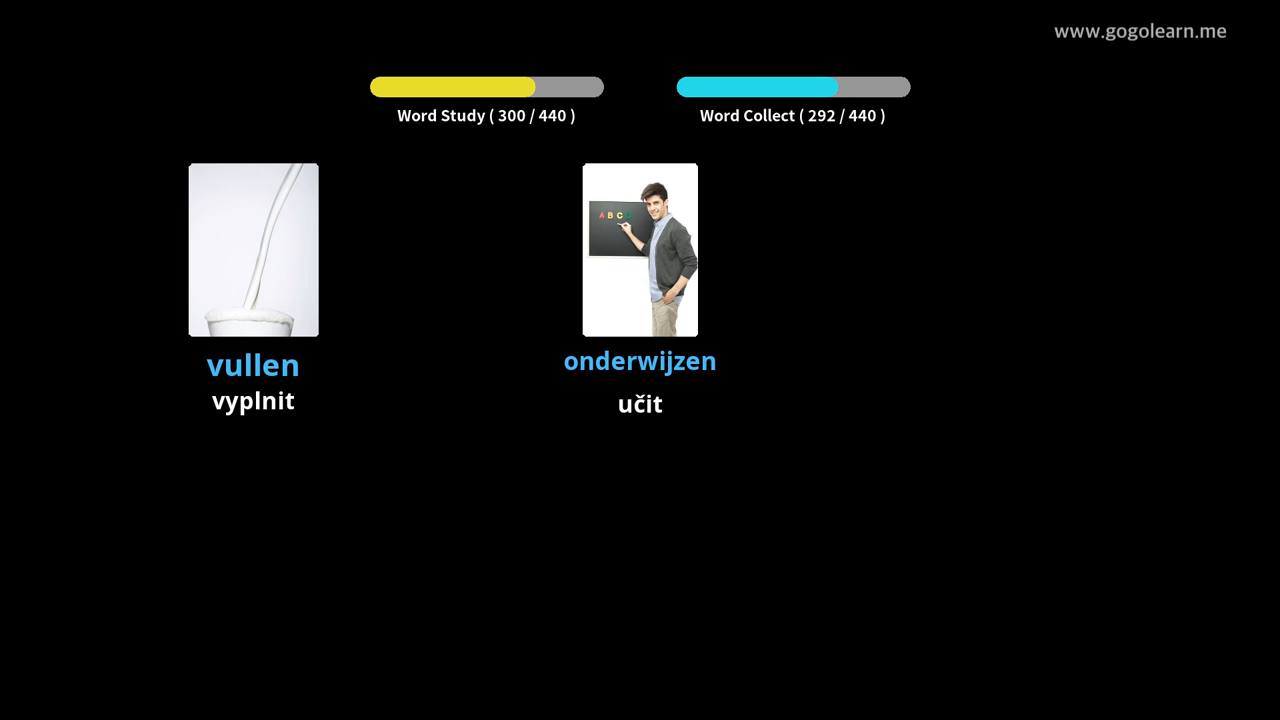 www.gogolearn.me
Word Study ( 300 / 440 )
Word Collect ( 292 / 440 )
A B C D
vullen
vyplnit
onderwijzen
učit